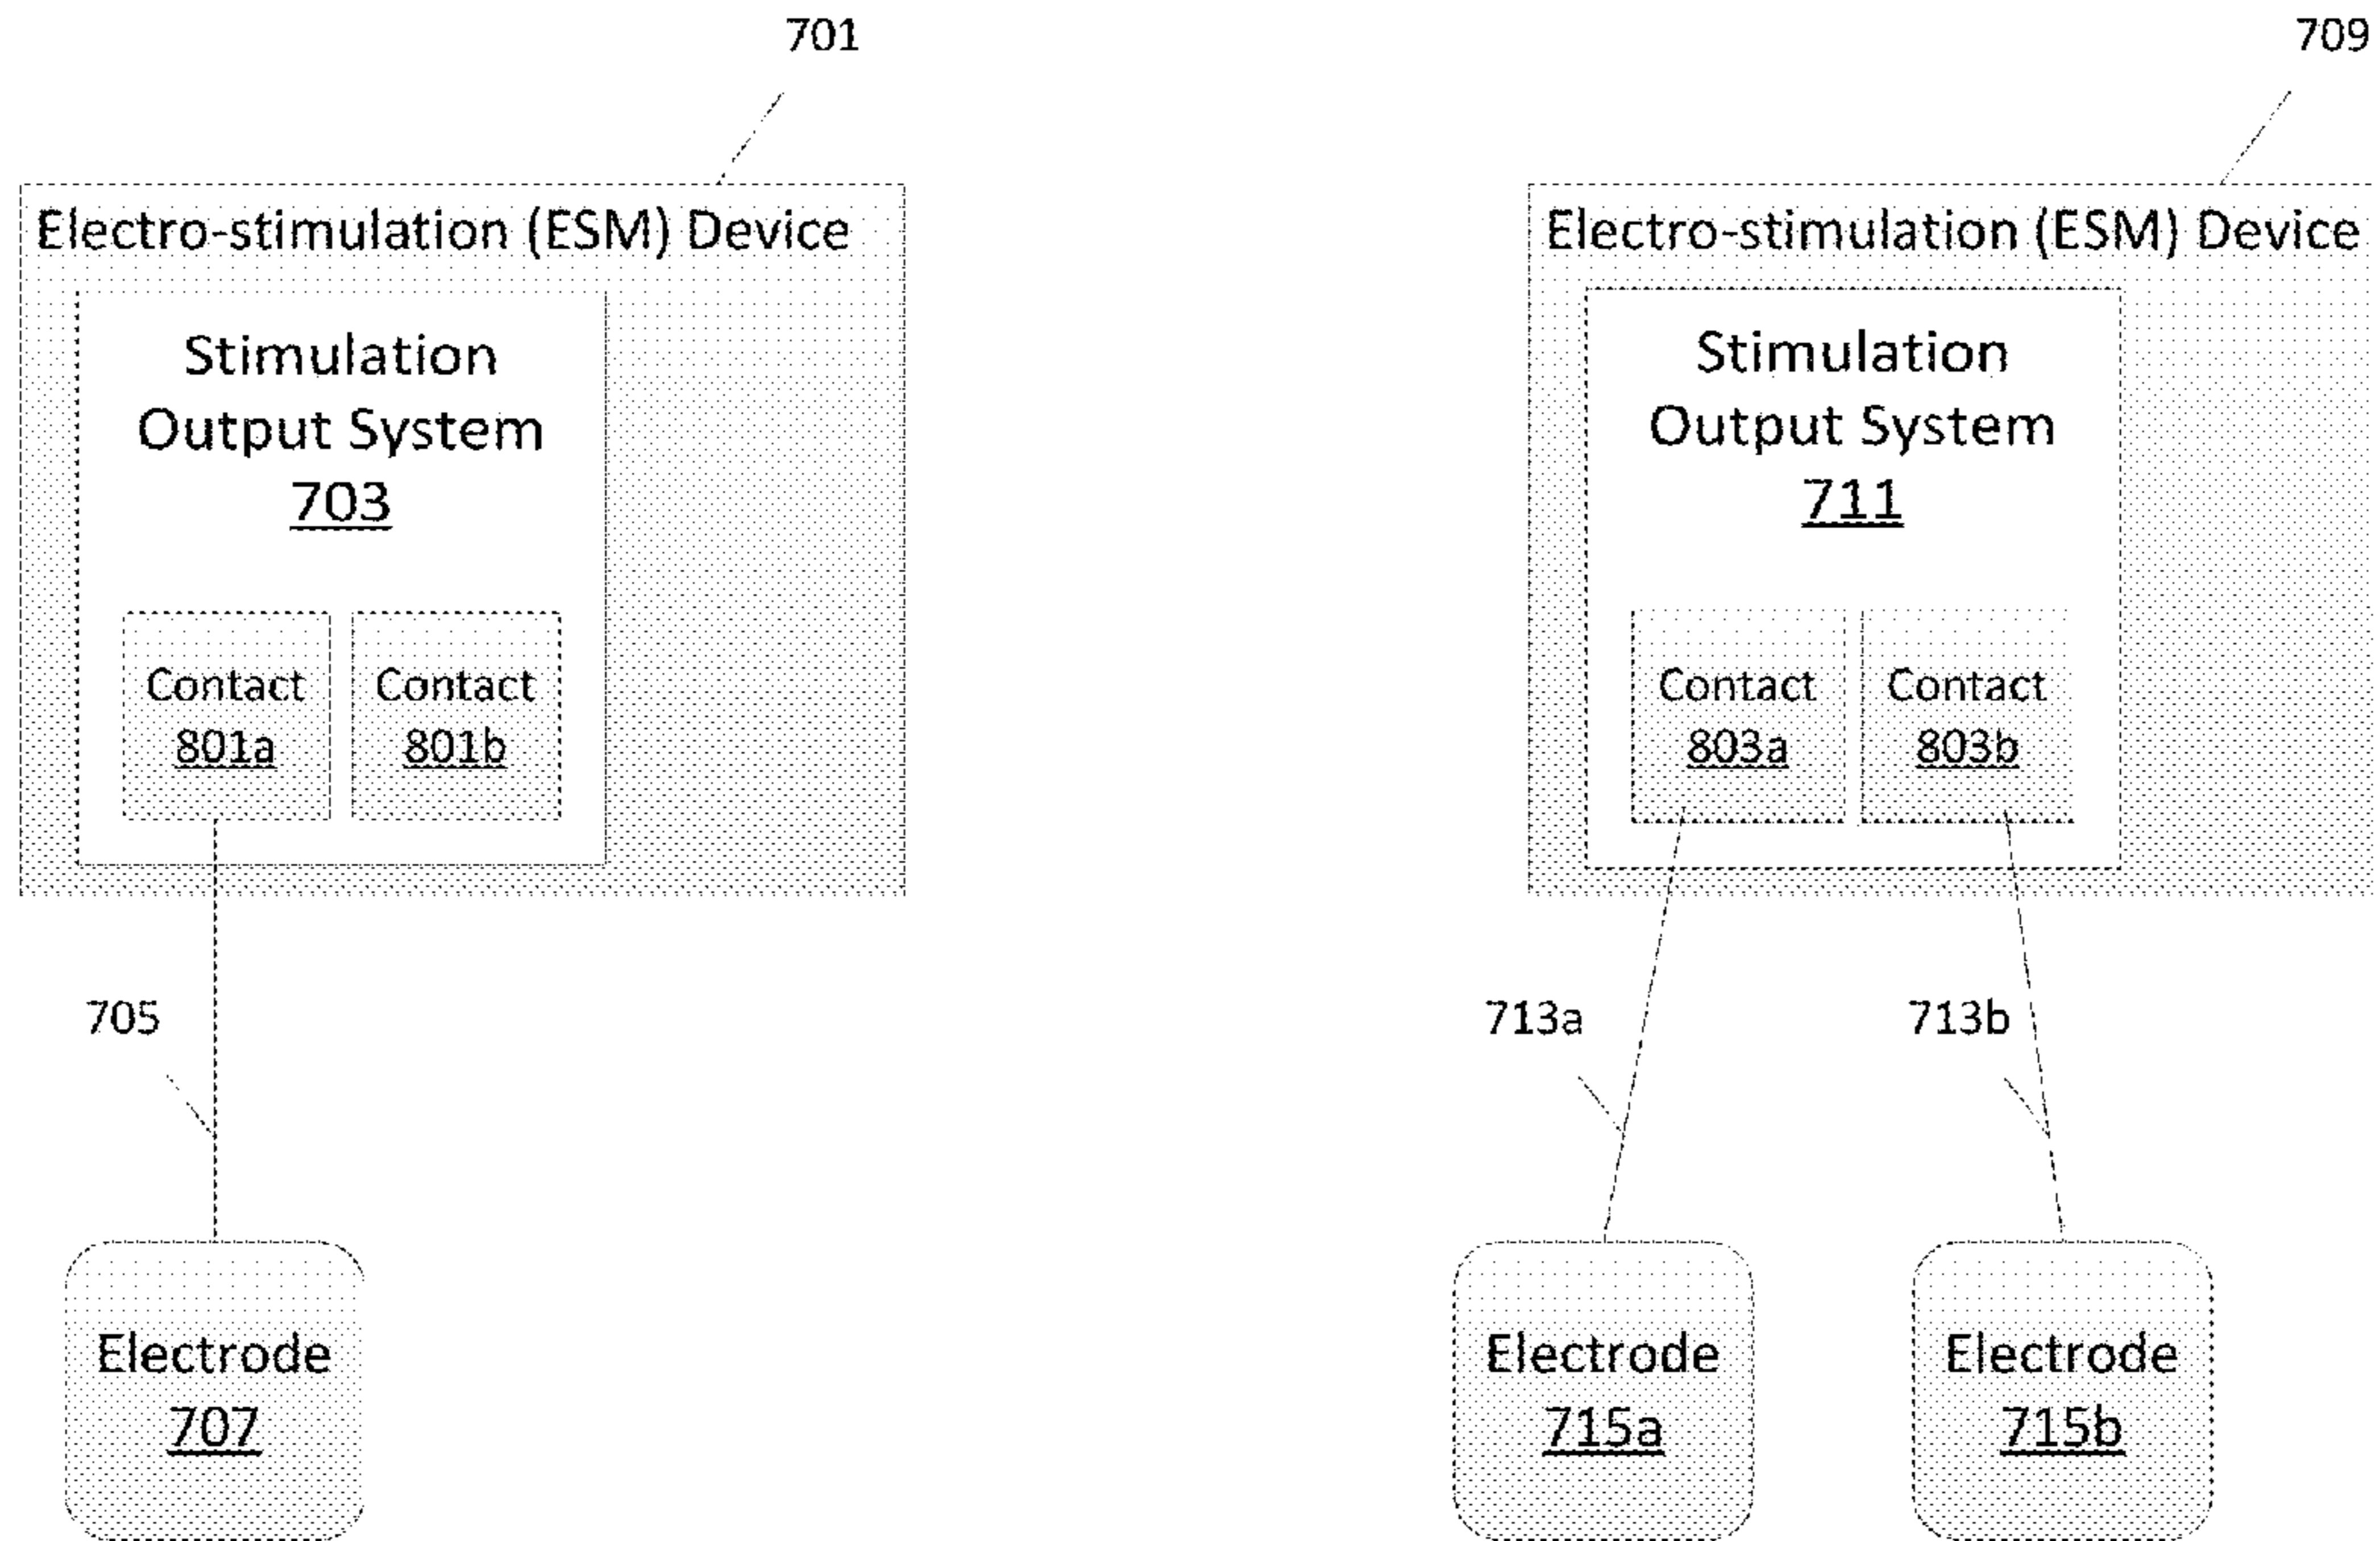 701
Electro-stimulation (ESM) Device
Stimulation
Output System
703
Contact
801a
Contact
801b
705
Electrode
707
709
Electro-stimulation (ESM) Device
Stimulation
Output System
711
Contact
803a
Contact
803b
713a
713b
Electrode
715a
Electrode
715b